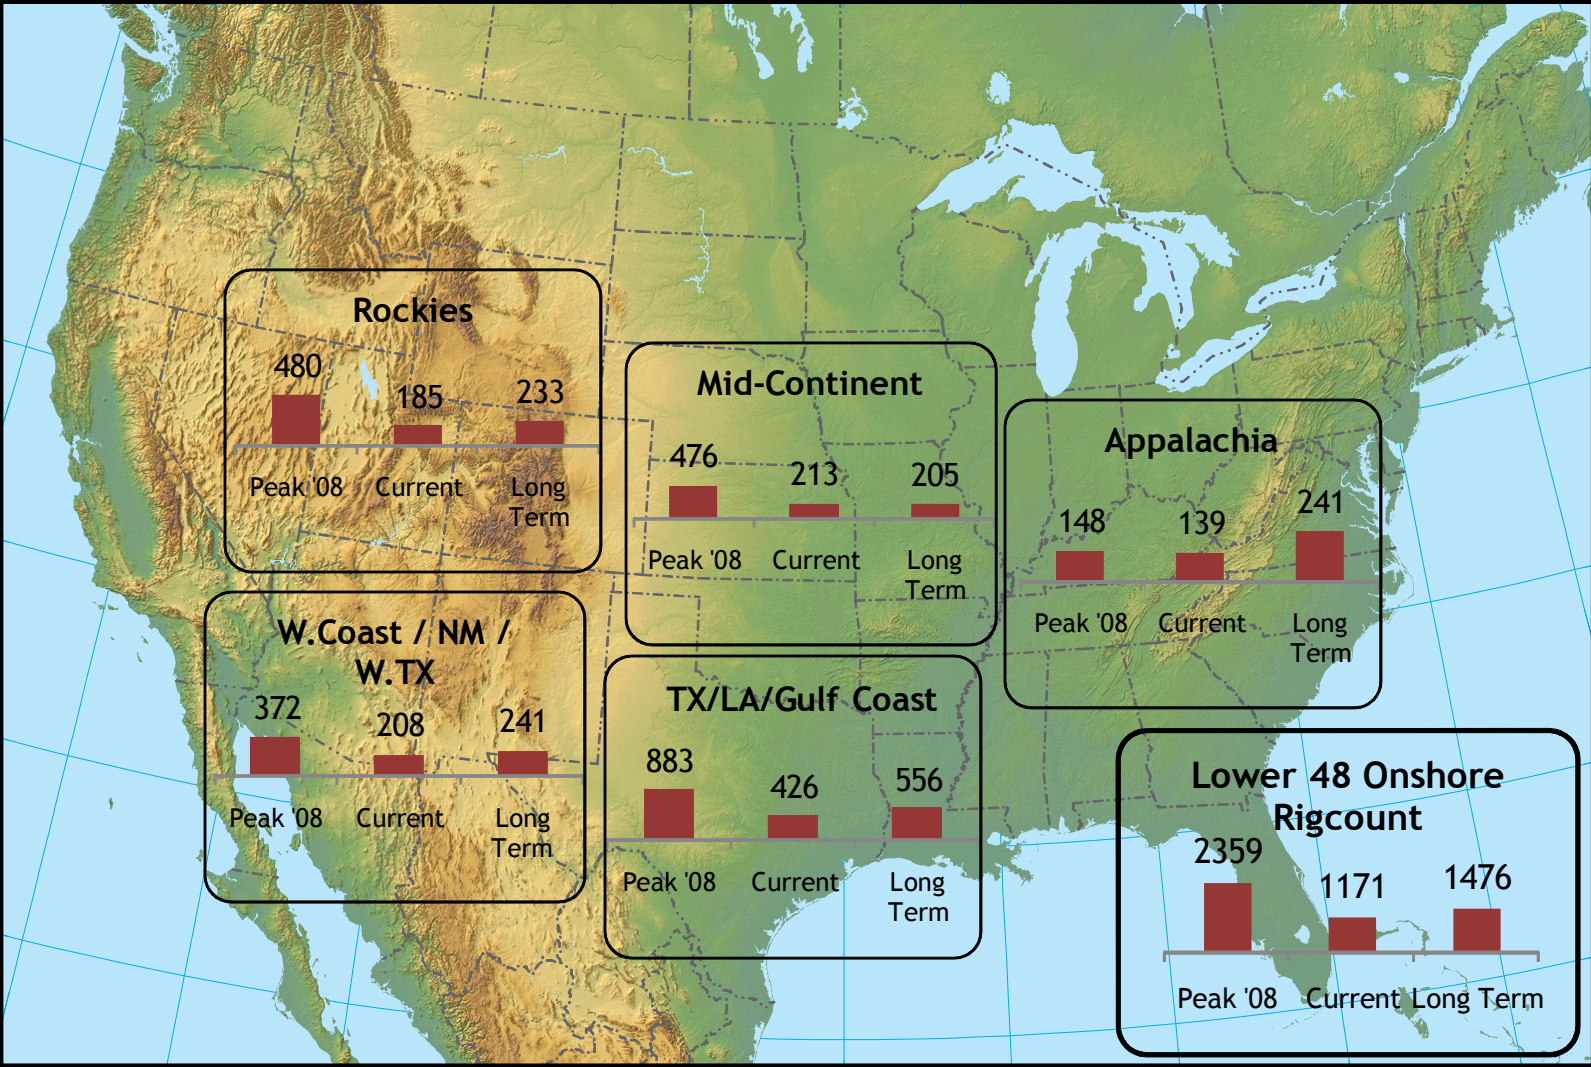 Rockies
480
185
233
Peak '08
Current
Long
Term
Mid-Continent
476
213
205
Peak '08
Current
Long
Term
Appalachia
148
139
241
Peak '08
Current
Long
Term
W.Coast / NM /
W.TX
372
208
241
Peak '08
Current
Long
Term
TX/LA/Gulf Coast
883
426
556
Peak '08
Current
Long
Term
Lower 48 Onshore
Rigcount
2359
1171
1476
Peak '08
Current
Long Term